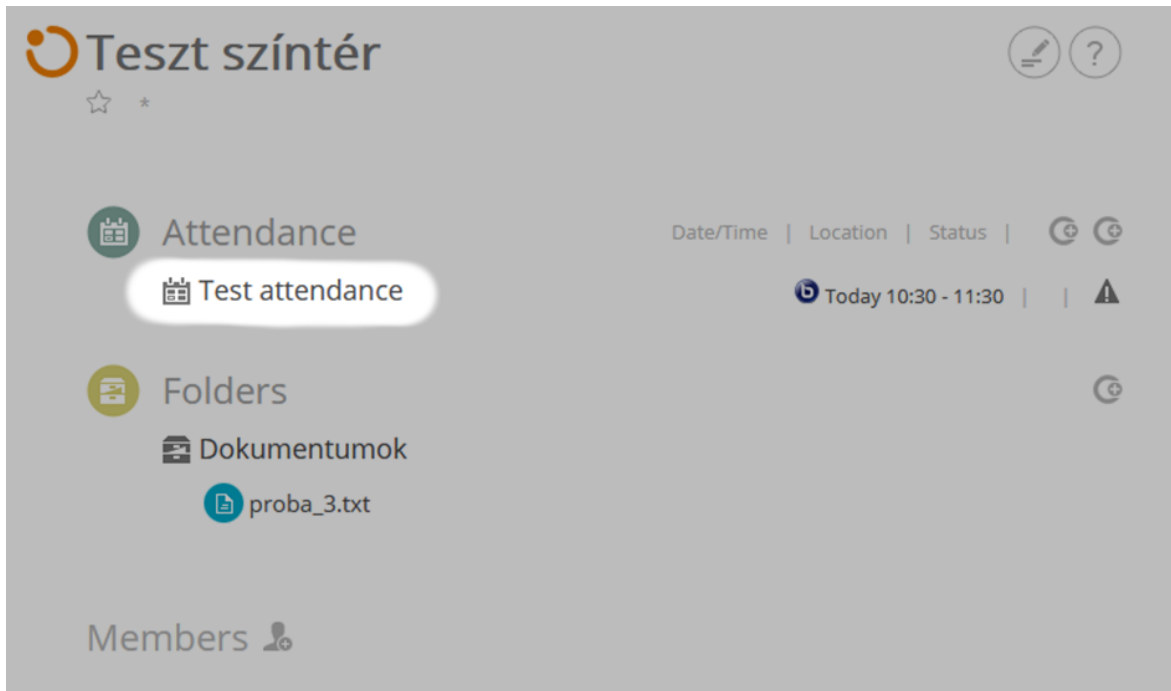 Teszt színtér
*
Attendance Date/Time | Location | Status |
Test attendance Today 10:30 - 11:30 | |
Folders
Dokumentumok
proba_3.txt
Members